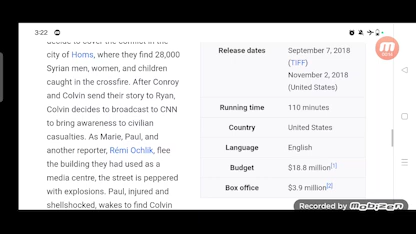 3:22
decide to cover the conflict in the
city of Homs, where they find 28,000
Syrian men, women, and children
caught in the crossfire. After Conroy
and Colvin send their story to Ryan,
Colvin decides to broadcast to CNN
to bring awareness to civilian
casualties. As Marie, Paul, and
another reporter, Rémi Ochlik, flee
the building they had used as a
media centre, the street is peppered
with explosions. Paul, injured and
shellshocked, wakes to find Colvin
Release dates September 7, 2018
(TIFF)
November 2, 2018
(United States)
Running time 110 minutes
Country United States
Language English
Budget $18.8 million[1]
Box office $3.9 million[2]
Recorded by Mobizen